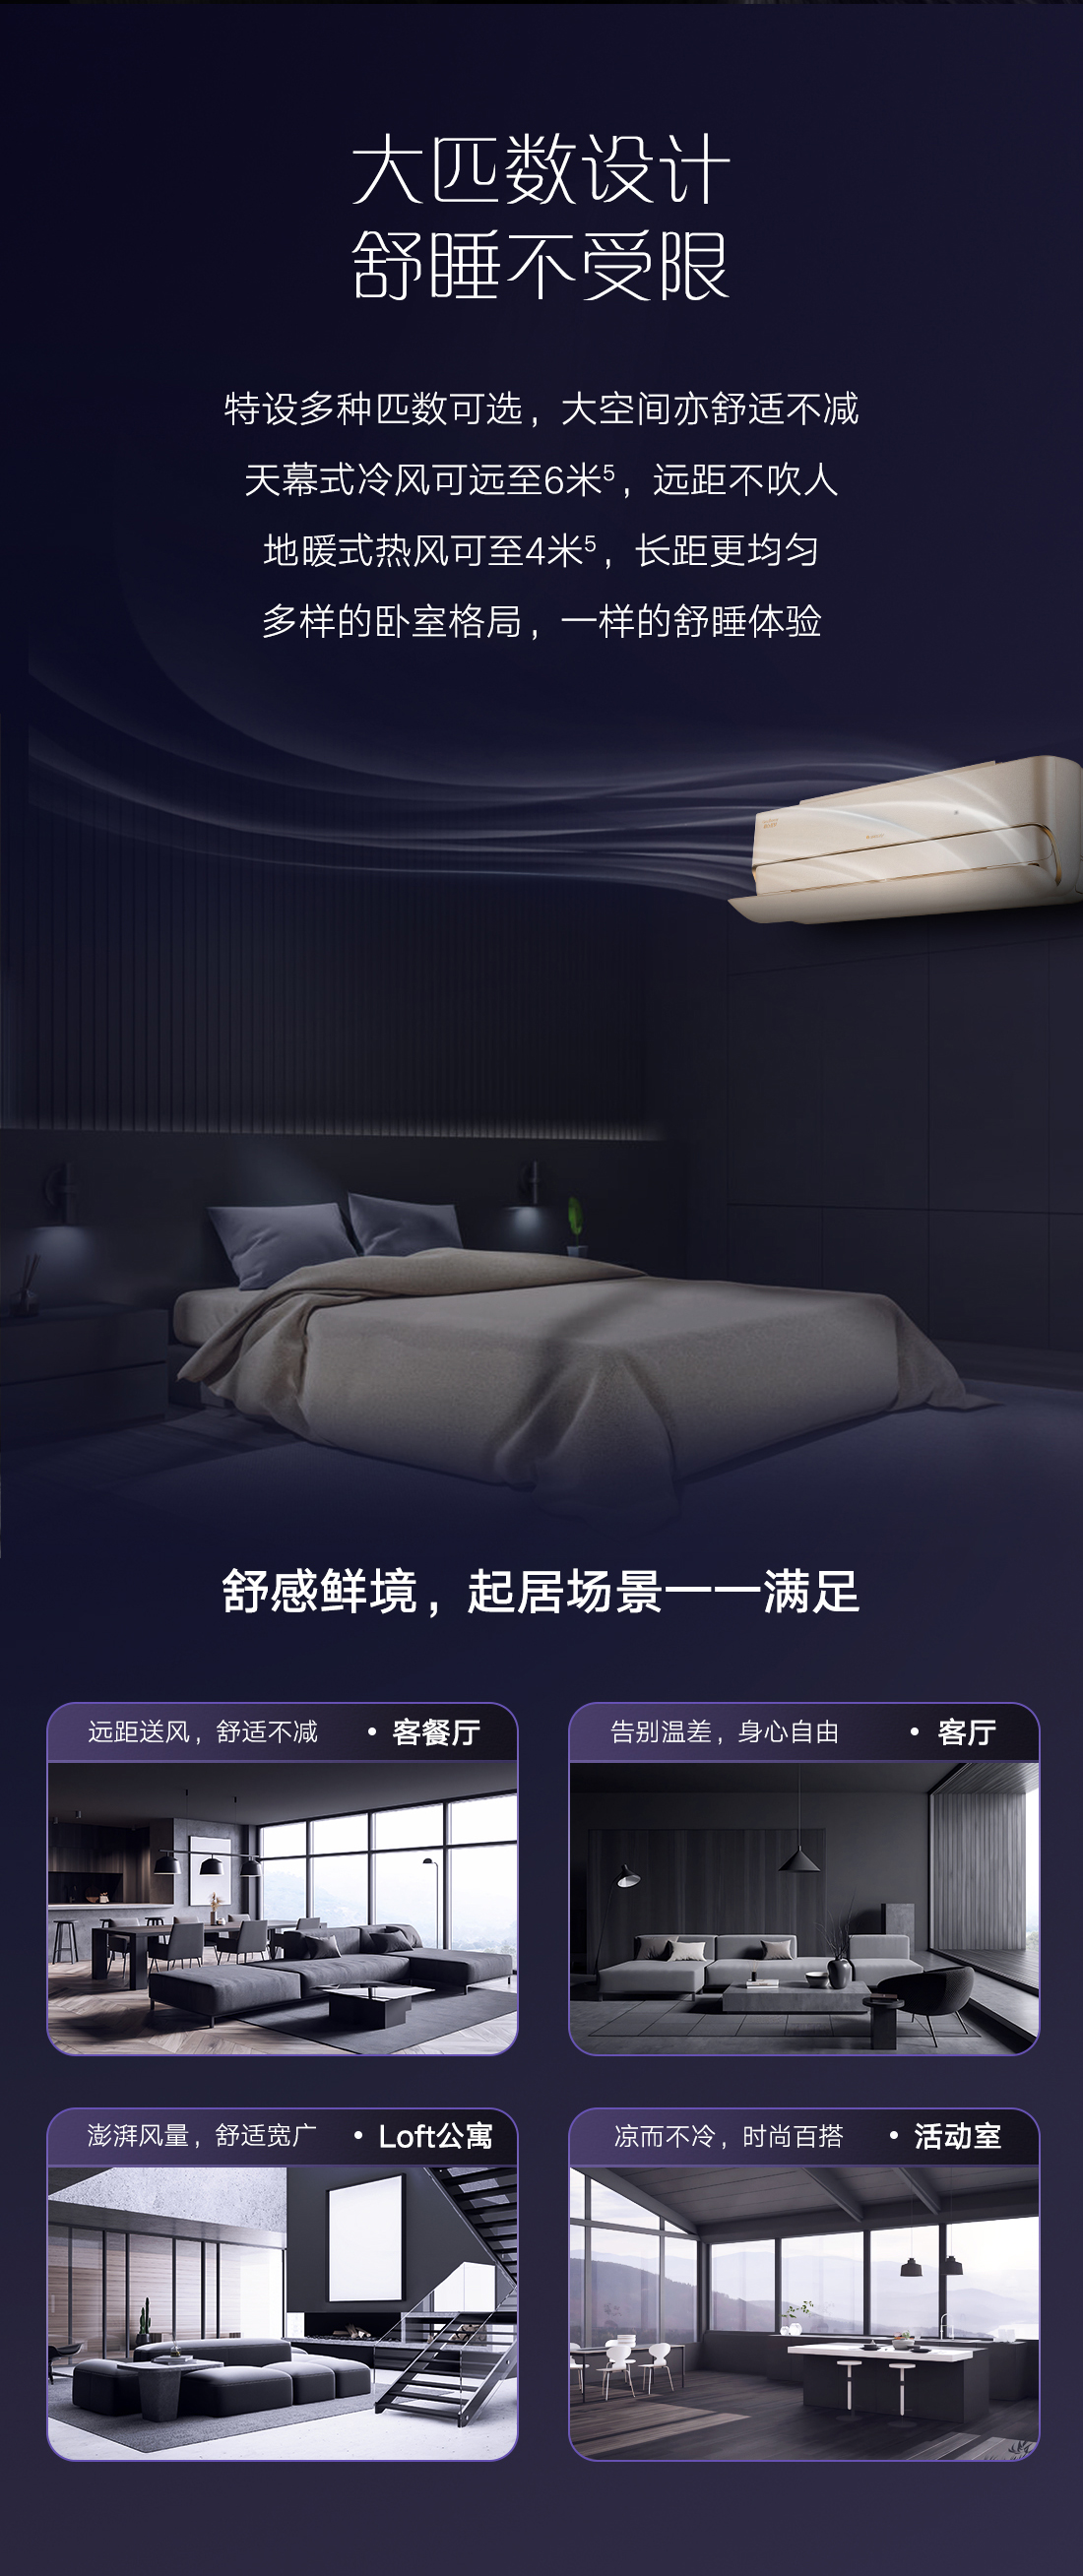 大匹数设计
舒睡不受限
特设多种匹数可选，大空间亦舒适不减
天幕式冷风可远至6米⁵，远距不吹人
地暖式热风可至4米⁵，长距更均匀
多样的卧室格局，一样的舒睡体验
舒感鲜境，起居场景一一满足
远距送风，舒适不减 • 客餐厅
告别温差，身心自由 • 客厅
澎湃风量，舒适宽广 • Loft公寓
凉而不冷，时尚百搭 • 活动室